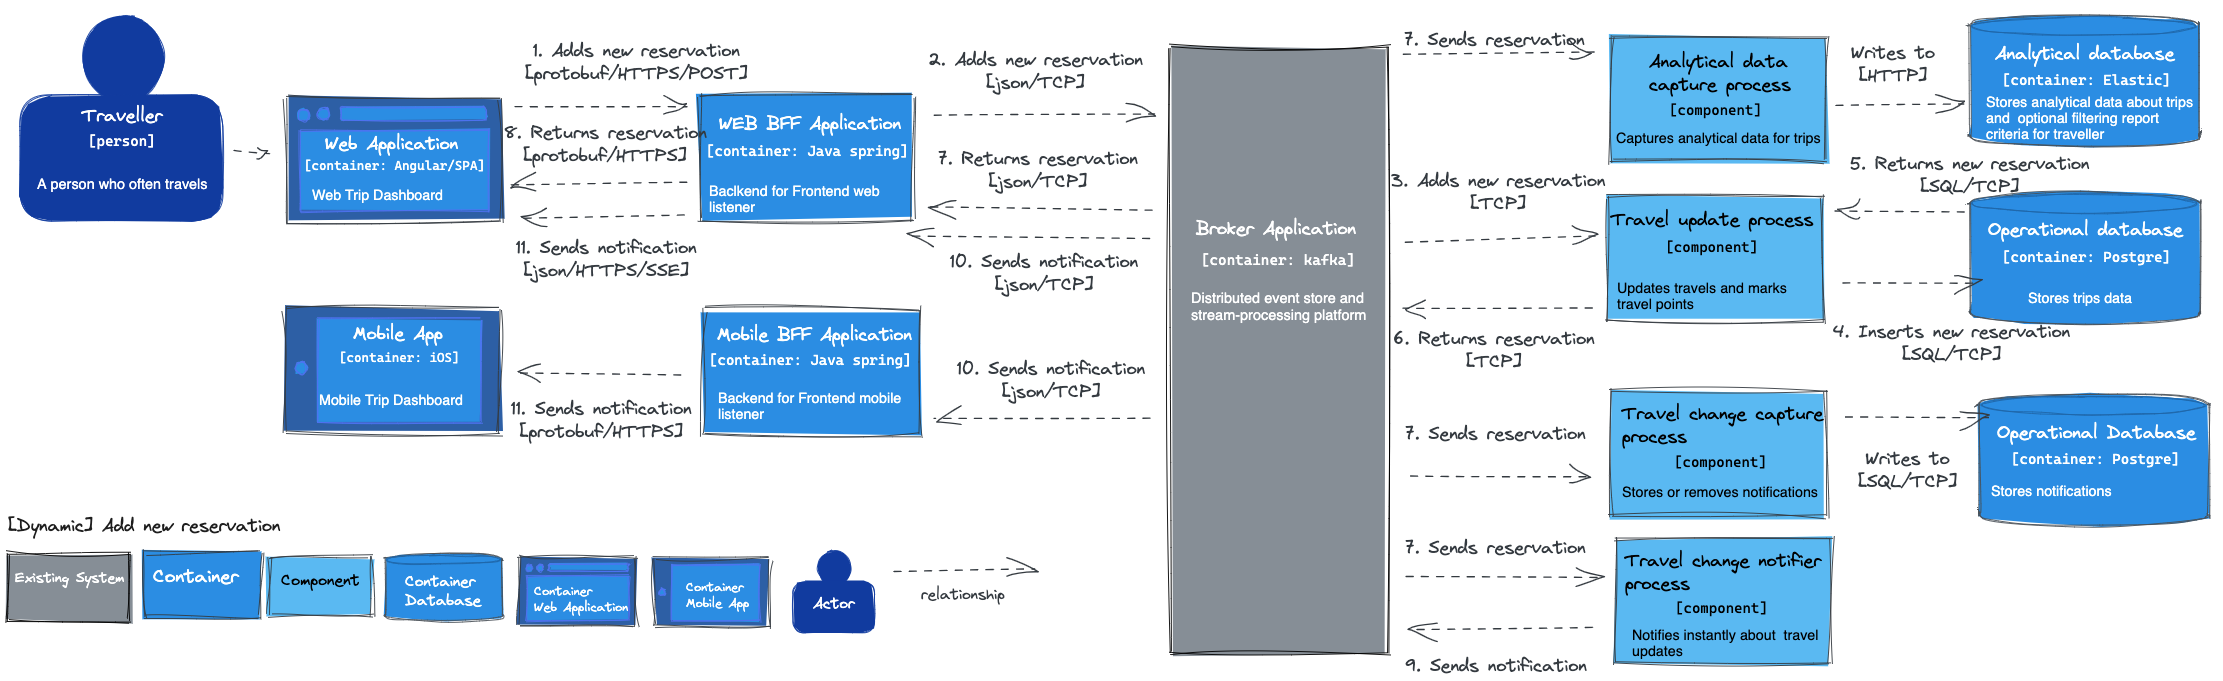 Traveller
[person]
A person who often travels
Web Application
[container: Angular/SPA]
Web Trip Dashboard
1. Adds new reservation
[protobuf/HTTPS/POST]
8. Returns reservation
[protobuf/HTTPS]
11. Sends notification
[json/HTTPS/SSE]
WEB BFF Application
[container: Java spring]
Baclkend for Frontend web
listener
2. Adds new reservation
[json/TCP]
7. Returns reservation
[json/TCP]
10. Sends notification
[json/TCP]
Mobile App
[container: iOS]
Mobile Trip Dashboard
11. Sends notification
[protobuf/HTTPS]
Mobile BFF Application
[container: Java spring]
Backend for Frontend mobile
listener
10. Sends notification
[json/TCP]
Broker Application
[container: kafka]
Distributed event store and
stream-processing platform
7. Sends reservation
Analytical data
capture process
[component]
Captures analytical data for trips
Writes to
[HTTP]
Analytical database
[container: Elastic]
Stores analytical data about trips
and optional filtering report
criteria for traveller
3. Adds new reservation
[TCP]
Travel update process
[component]
Updates travels and marks
travel points
5. Returns new reservation
[SQL/TCP]
Operational database
[container: Postgre]
Stores trips data
4. Inserts new reservation
[SQL/TCP]
6. Returns reservation
[TCP]
7. Sends reservation
Travel change capture
process
[component]
Stores or removes notifications
Writes to
[SQL/TCP]
Operational Database
[container: Postgre]
Stores notifications
7. Sends reservation
Travel change notifier
process
[component]
Notifies instantly about travel
updates
9. Sends notification
[Dynamic] Add new reservation
Existing System
Container
Component
Container
Database
Container
Web Application
Container
Mobile App
Actor
relationship